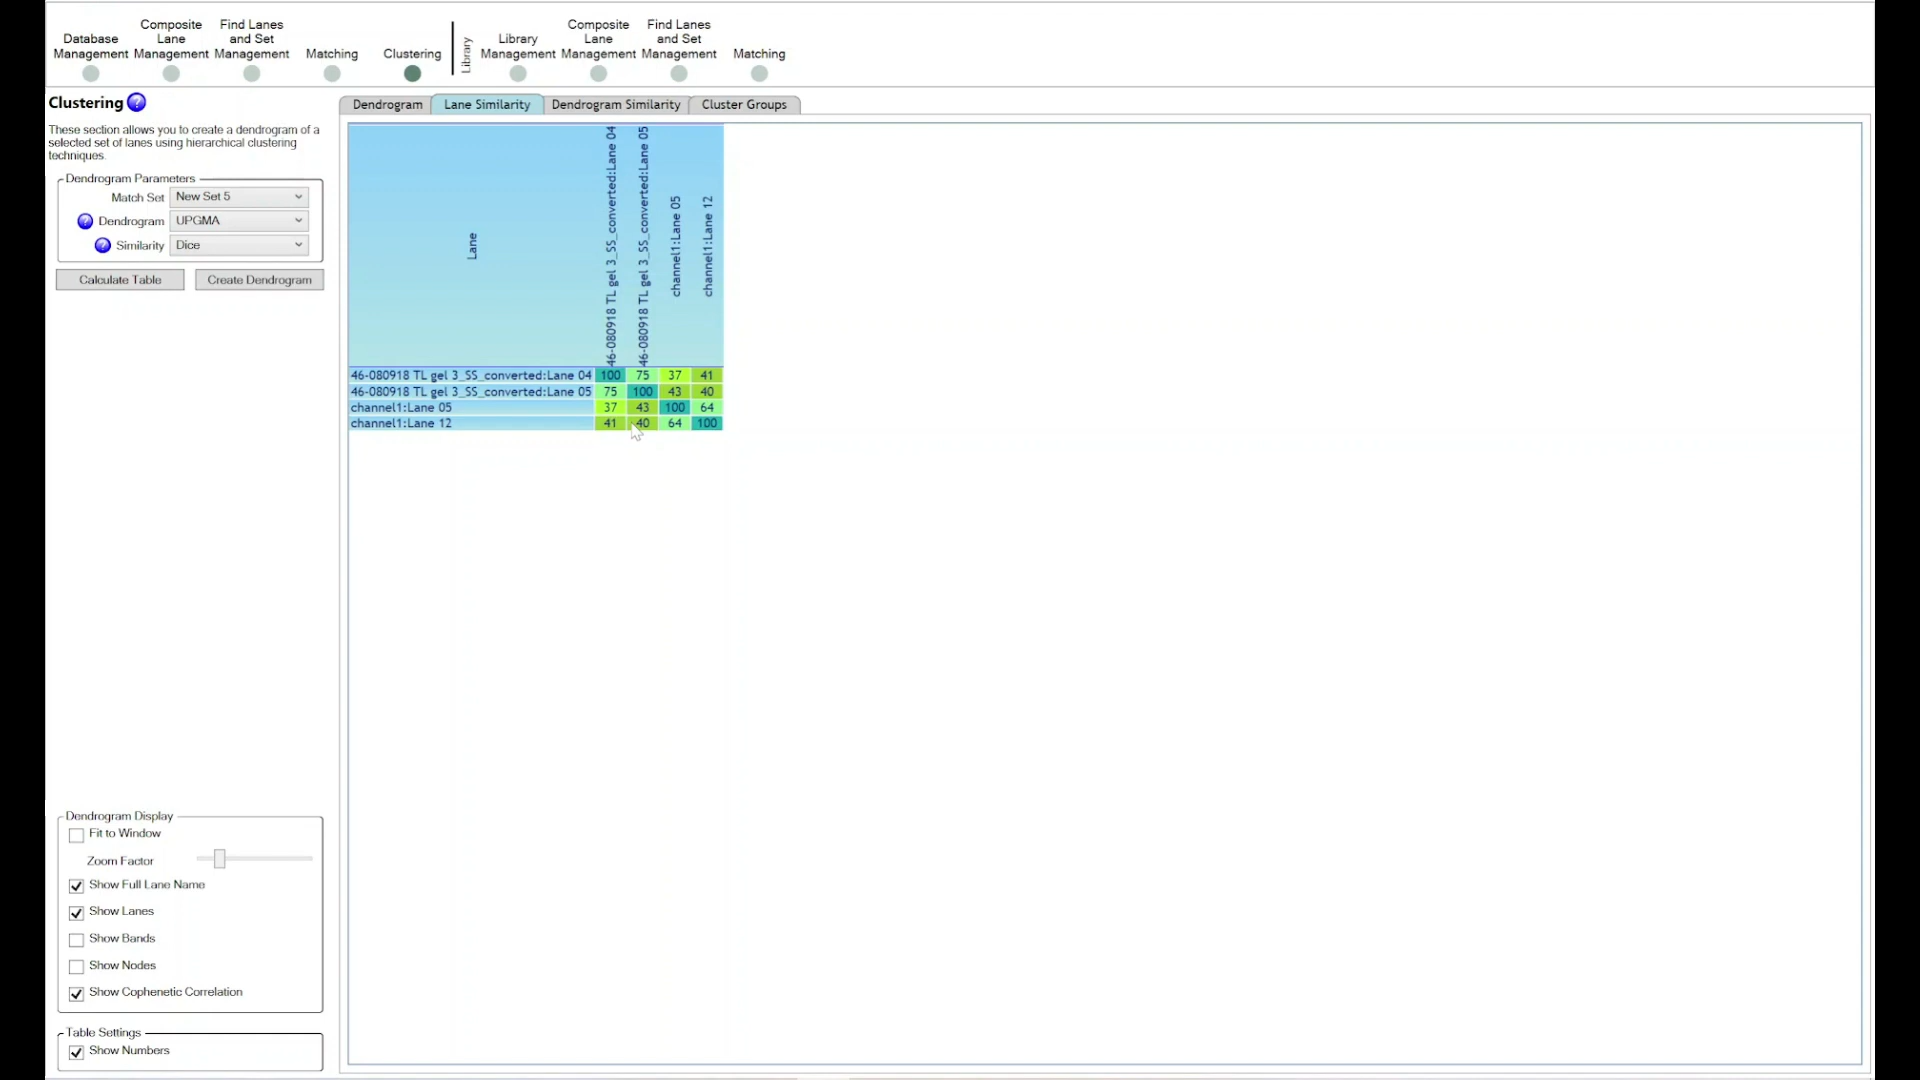 Database Management
Composite Lane Management
Find Lanes and Set Management
Matching
Clustering
Library
Library Management
Composite Lane Management
Find Lanes and Set Management
Matching
Clustering ?
These section allows you to create a dendrogram of a
selected set of lanes using hierarchical clustering
techniques.
Dendrogram Parameters
Match Set New Set 5
? Dendrogram UPGMA
? Similarity Dice
Calculate Table Create Dendrogram
Dendrogram Lane Similarity Dendrogram Similarity Cluster Groups
Lane
46-080918 TL gel 3_SS_converted:Lane 04
46-080918 TL gel 3_SS_converted:Lane 05
channel1:Lane 05
channel1:Lane 12
46-080918 TL gel 3_SS_converted:Lane 04 100 75 37 41
46-080918 TL gel 3_SS_converted:Lane 05 75 100 43 40
channel1:Lane 05 37 43 100 64
channel1:Lane 12 41 40 64 100
Dendrogram Display
Fit to Window
Zoom Factor
Show Full Lane Name
Show Lanes
Show Bands
Show Nodes
Show Cophenetic Correlation
Table Settings
Show Numbers